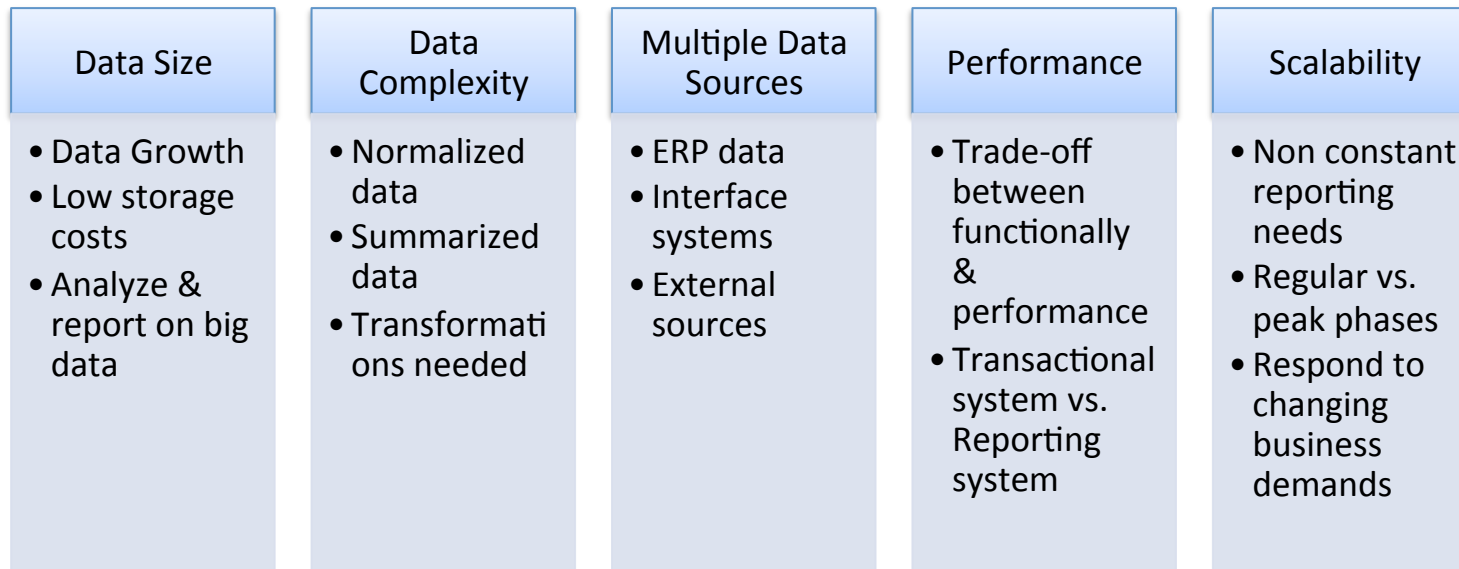 Data Size
• Data Growth
• Low storage
costs
• Analyze &
report on big
data
Data
Complexity
• Normalized
data
• Summarized
data
• Transformati
ons needed
Multiple Data
Sources
• ERP data
• Interface
systems
• External
sources
Performance
• Trade-off
between
functionally
&
performance
• Transactional
system vs.
Reporting
system
Scalability
• Non constant
reporting
needs
• Regular vs.
peak phases
• Respond to
changing
business
demands